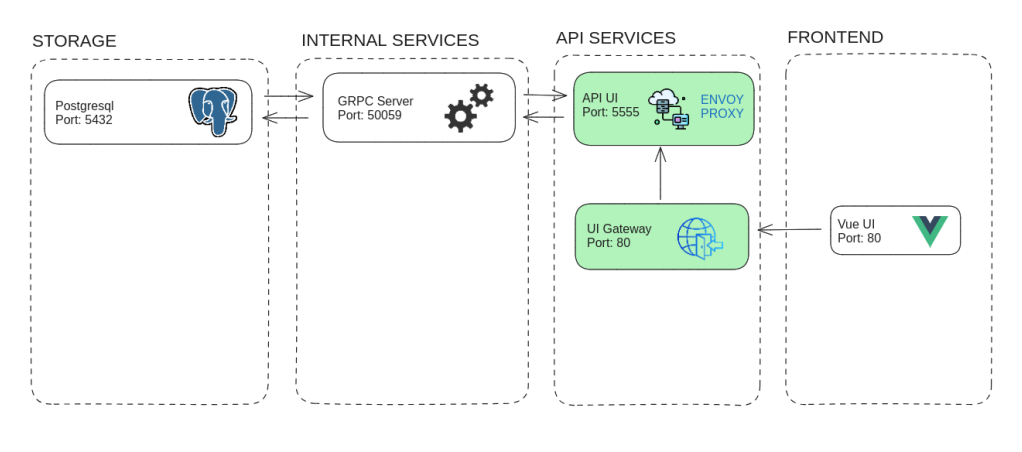 STORAGE
INTERNAL SERVICES
API SERVICES
FRONTEND
Postgresql
Port: 5432
GRPC Server
Port: 50059
API UI
Port: 5555
ENVOY
PROXY
UI Gateway
Port: 80
Vue UI
Port: 80